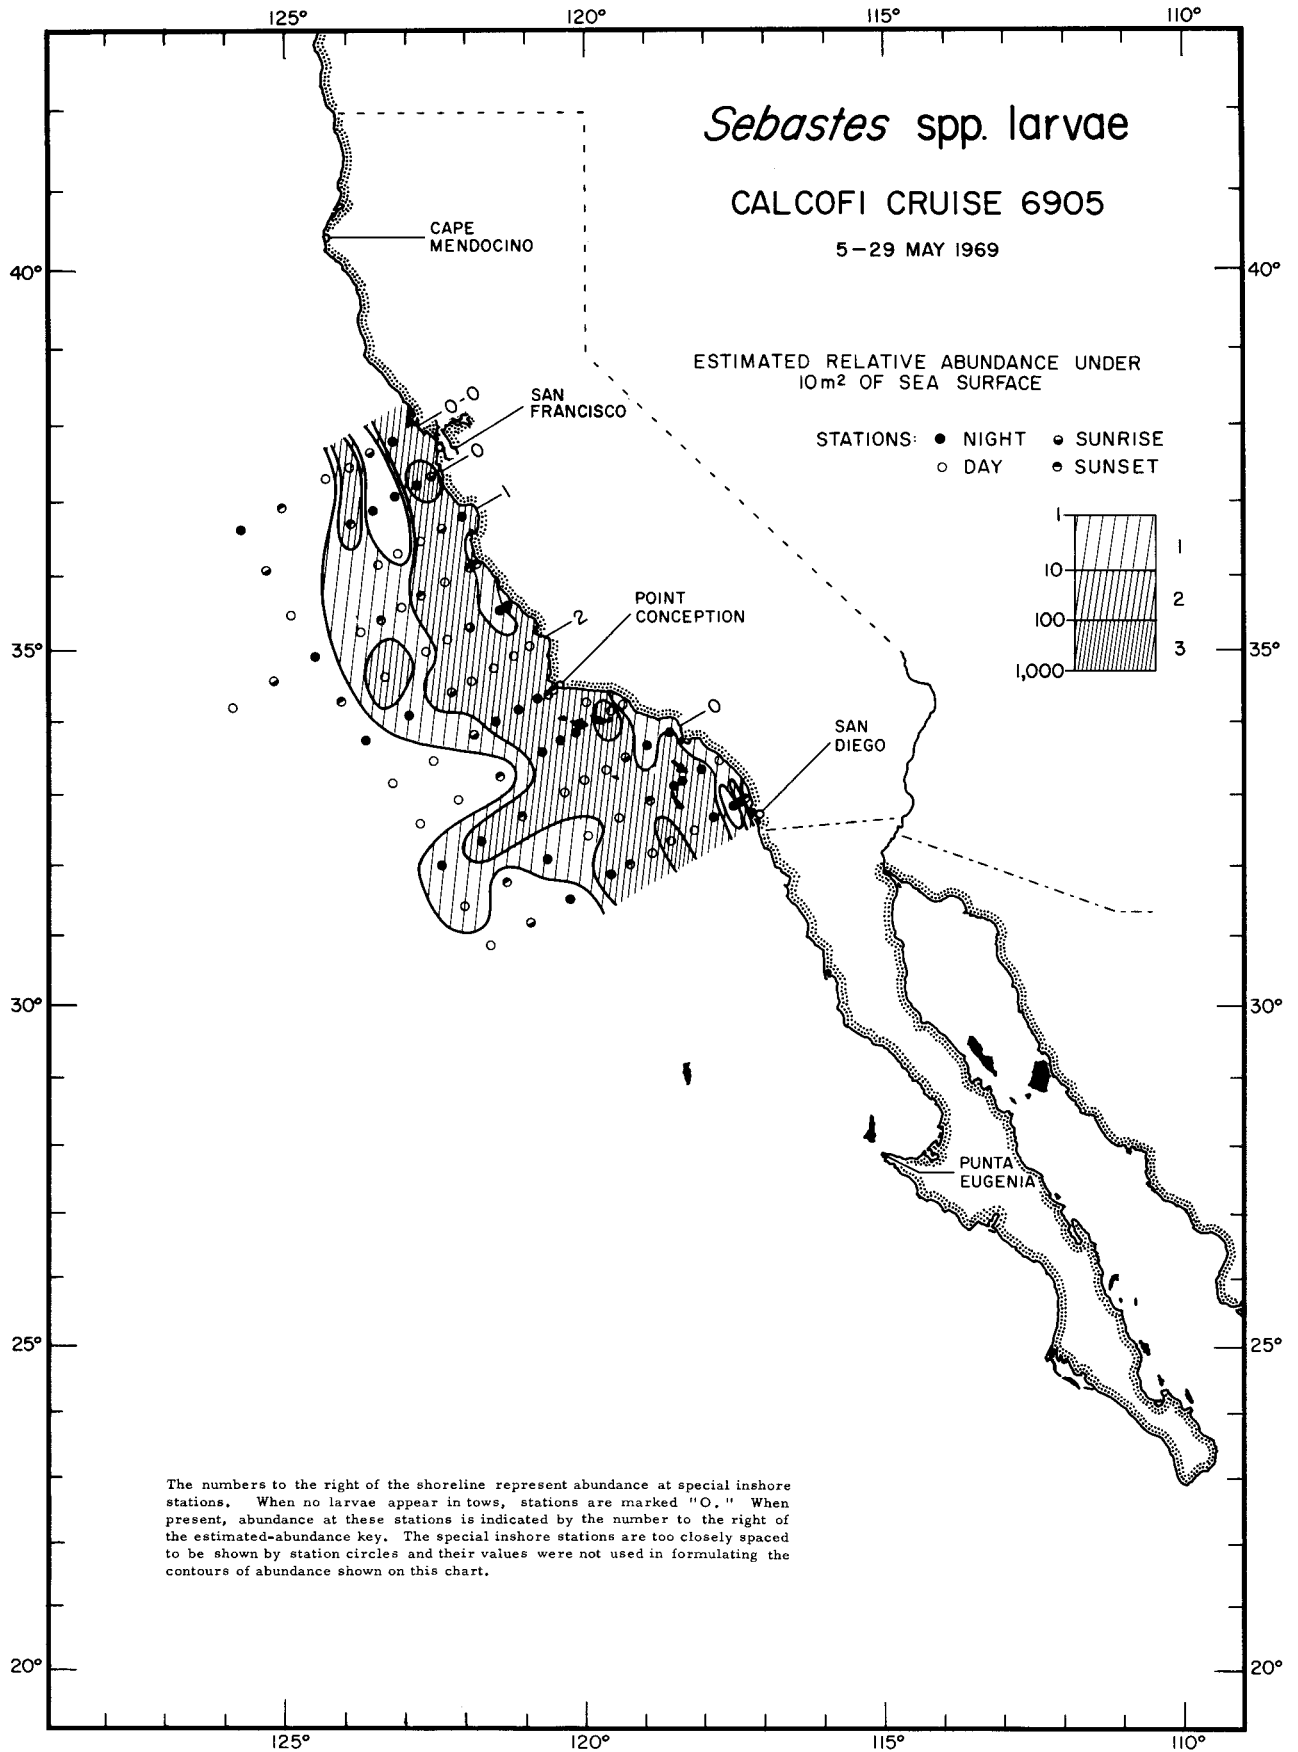 125°
120°
115°
110°
Sebastes spp. larvae
CALCOFI CRUISE 6905
5–29 MAY 1969
CAPE
MENDOCINO
40°
40°
ESTIMATED RELATIVE ABUNDANCE UNDER
10m² OF SEA SURFACE
0-0
SAN
FRANCISCO
STATIONS: NIGHT SUNRISE
DAY SUNSET
0
1
1
10
100
1,000
1
2
3
POINT
CONCEPTION
2
35°
35°
0
SAN
DIEGO
30°
30°
PUNTA
EUGENIA
25°
25°
The numbers to the right of the shoreline represent abundance at special inshore
stations. When no larvae appear in tows, stations are marked "O." When
present, abundance at these stations is indicated by the number to the right of
the estimated-abundance key. The special inshore stations are too closely spaced
to be shown by station circles and their values were not used in formulating the
contours of abundance shown on this chart.
20°
20°
125°
120°
115°
110°